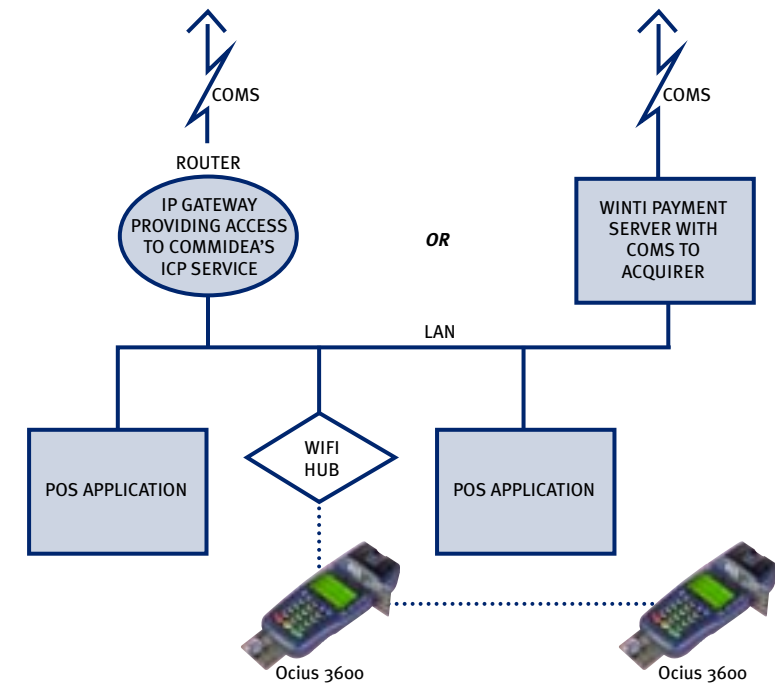 COMS
COMS
ROUTER
IP GATEWAY
PROVIDING ACCESS
TO COMMIDEA'S
ICP SERVICE
OR
WINTI PAYMENT
SERVER WITH
COMS TO
ACQUIRER
LAN
POS APPLICATION
WIFI
HUB
POS APPLICATION
Ocius 3600
Ocius 3600